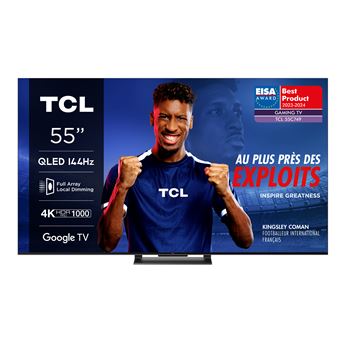 TCL
55’’
QLED 144Hz
Full Array
Local Dimming
4K HDR 1000
Google TV
EISA
AWARD
Best
Product
2023-2024
GAMING TV
TCL 55C749
AU PLUS PRÈS DES
EXPLOITS
INSPIRE GREATNESS
KINGSLEY COMAN
FOOTBALLEUR INTERNATIONAL
FRANÇAIS
TCL